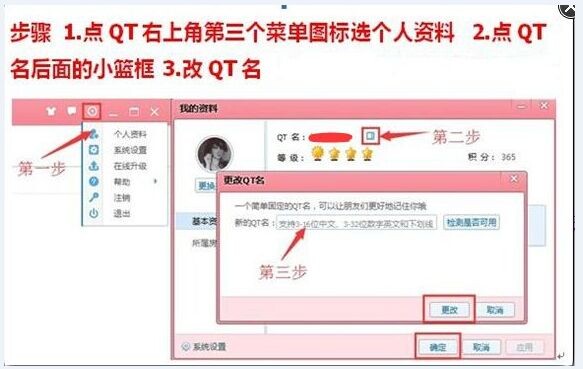 步骤 1.点 QT 右上角第三个菜单图标选个人资料 2.点 QT
名后面的小篮框 3.改 QT 名
个人资料
系统设置
在线升级
帮助
注销
退出
第一步
我的资料
QT 名：
第二步
等 级：
积 分： 365
更换
更改QT名
一个简单固定的QT名，可以让朋友们更好地记住你哦
新的QT名： 支持3-16位中文、3-32位数字英文和下划线
检测是否可用
基本资
所属房
第三步
更改 取消
系统设置
确定 取消 应用